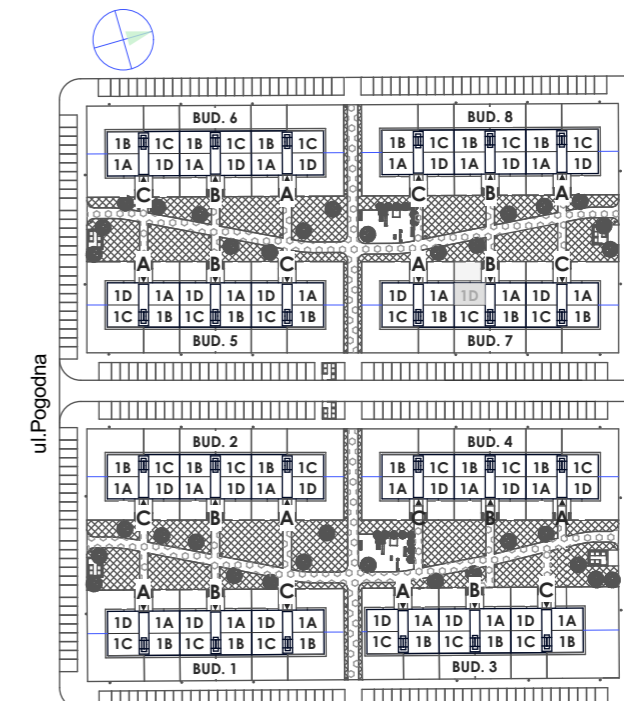 BUD. 6 BUD. 8
1B 1C 1B 1C 1B 1C 1B 1C 1B 1C 1B 1C
1A 1D 1A 1D 1A 1D 1A 1D 1A 1D 1A 1D
C B A C B A
A B C A B C
1D 1A 1D 1A 1D 1A 1D 1A 1D 1A 1D 1A
1C 1B 1C 1B 1C 1B 1C 1B 1C 1B 1C 1B
BUD. 5 BUD. 7
ul.Pogodna
BUD. 2 BUD. 4
1B 1C 1B 1C 1B 1C 1B 1C 1B 1C 1B 1C
1A 1D 1A 1D 1A 1D 1A 1D 1A 1D 1A 1D
C B A C B A
A B C A B C
1D 1A 1D 1A 1D 1A 1D 1A 1D 1A 1D 1A
1C 1B 1C 1B 1C 1B 1C 1B 1C 1B 1C 1B
BUD. 1 BUD. 3